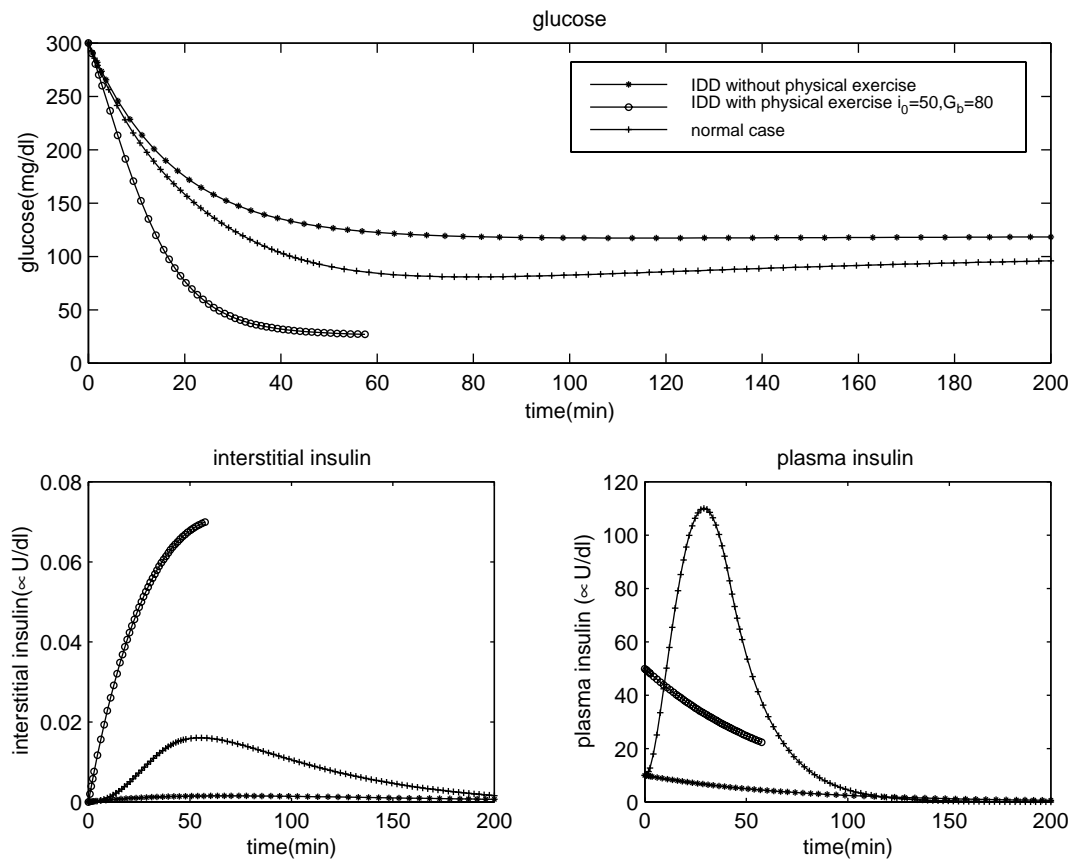 glucose
300
250
200
150
100
50
0
glucose(mg/dl)
IDD without physical exercise
IDD with physical exercise i0=50,Gb=80
normal case
0 20 40 60 80 100 120 140 160 180 200
time(min)
interstitial insulin
0.08
0.06
0.04
0.02
0
interstitial insulin(∝ U/dl)
0 50 100 150 200
time(min)
plasma insulin
120
100
80
60
40
20
0
plasma insulin (∝ U/dl)
0 50 100 150 200
time(min)